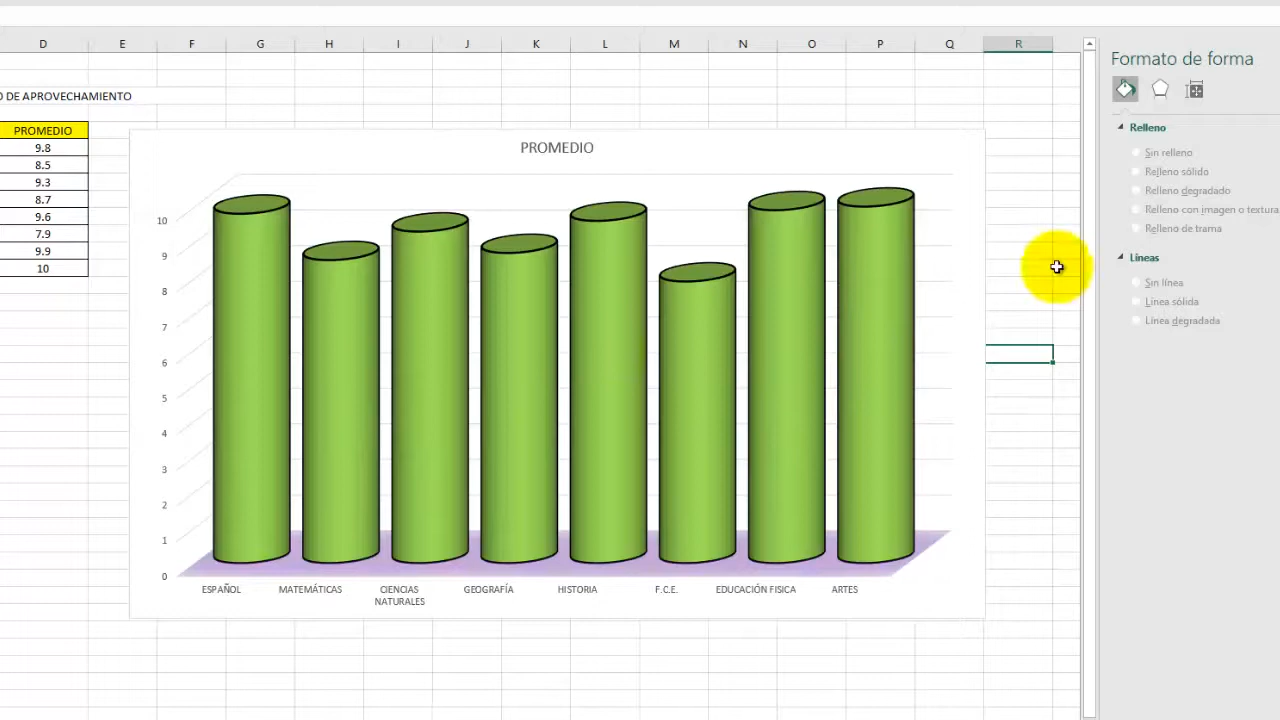 D E F G H I J K L M N O P Q R
O DE APROVECHAMIENTO
PROMEDIO
9.8
8.5
9.3
8.7
9.6
7.9
9.9
10
PROMEDIO
10
9
8
7
6
5
4
3
2
1
0
ESPAÑOL MATEMÁTICAS CIENCIAS NATURALES GEOGRAFÍA HISTORIA F.C.E. EDUCACIÓN FISICA ARTES
Formato de forma
Relleno
Sin relleno
Relleno sólido
Relleno degradado
Relleno con imagen o textura
Relleno de trama
Líneas
Sin línea
Línea sólida
Línea degradada